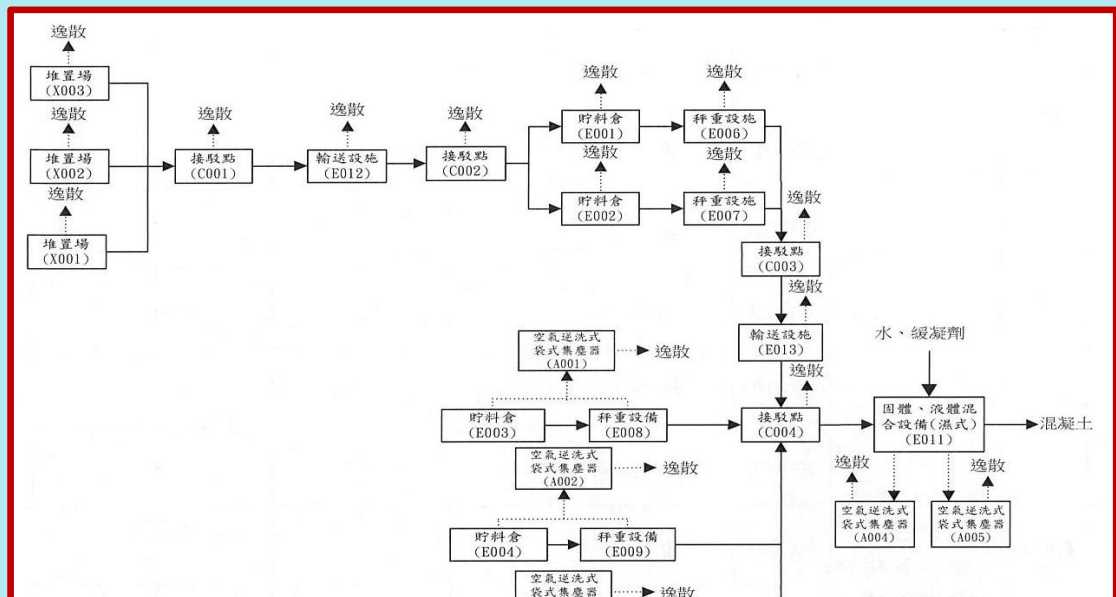 逸散
堆置場
(X003)
逸散
堆置場
(X002)
逸散
堆置場
(X001)
逸散
接駁點
(C001)
逸散
輸送設施
(E012)
逸散
接駁點
(C002)
逸散
貯料倉
(E001)
逸散
秤重設施
(E006)
逸散
貯料倉
(E002)
逸散
秤重設施
(E007)
逸散
接駁點
(C003)
逸散
輸送設施
(E013)
逸散
接駁點
(C004)
空氣逆洗式
袋式集塵器
(A001)
逸散
貯料倉
(E003)
秤重設備
(E008)
空氣逆洗式
袋式集塵器
(A002)
逸散
貯料倉
(E004)
秤重設備
(E009)
空氣逆洗式
袋式集塵器
逸散
水、緩凝劑
固體、液體混
合設備(濕式)
(E011)
混凝土
逸散
空氣逆洗式
袋式集塵器
(A004)
逸散
空氣逆洗式
袋式集塵器
(A005)